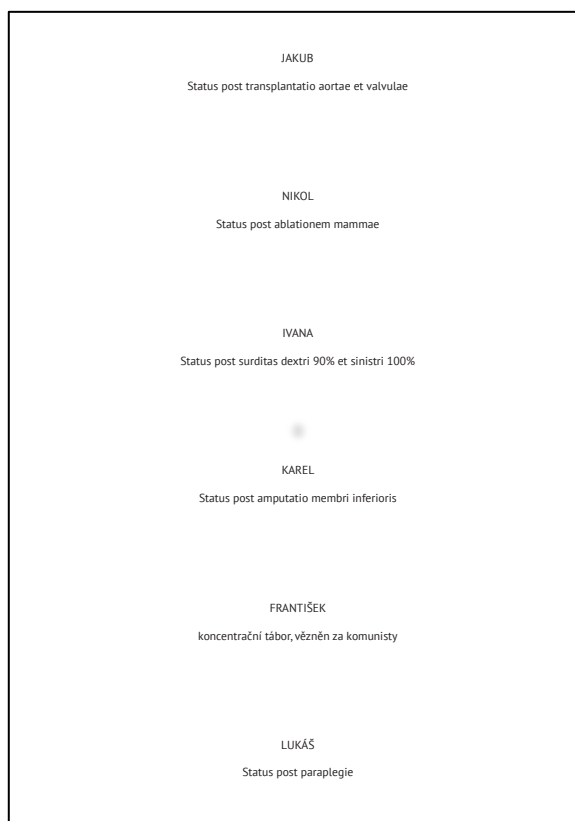 JAKUB
Status post transplantatio aortae et valvulae
NIKOL
Status post ablationem mammae
IVANA
Status post surditas dextri 90% et sinistri 100%
KAREL
Status post amputatio membri inferioris
FRANTIŠEK
koncentrační tábor, vězněn za komunisty
LUKÁŠ
Status post paraplegie